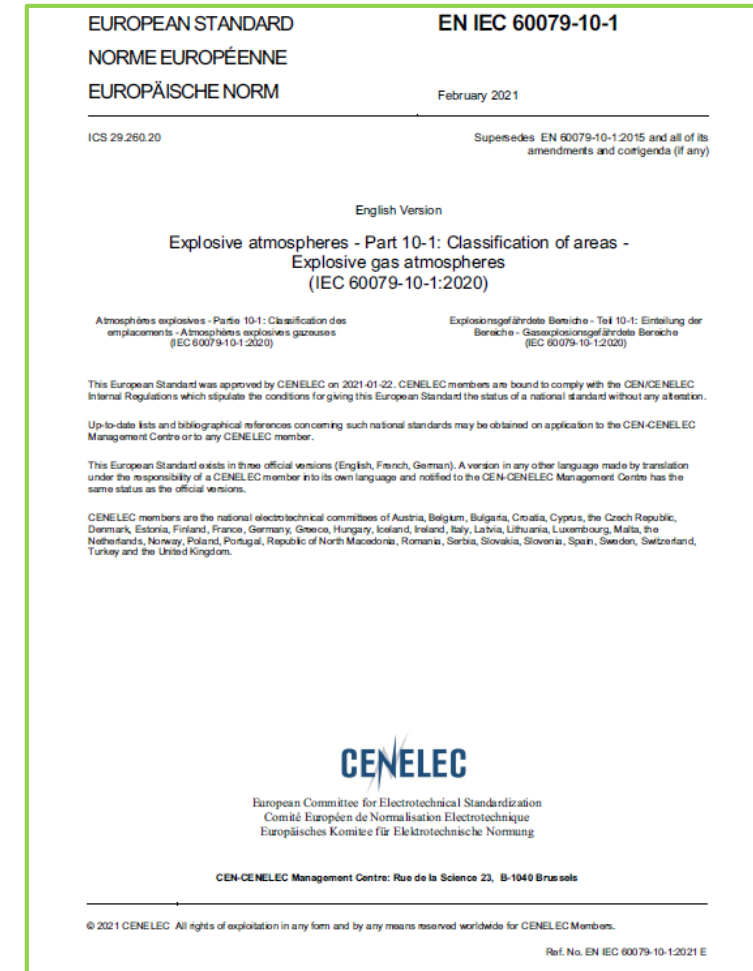 EUROPEAN STANDARD
EN IEC 60079-10-1
NORME EUROPÉENNE
EUROPÄISCHE NORM
February 2021
ICS 29.260.20
Supersedes EN 60079-10-1:2015 and all of its
amendments and corrigenda (if any)
English Version
Explosive atmospheres - Part 10-1: Classification of areas -
Explosive gas atmospheres
(IEC 60079-10-1:2020)
Atmosphères explosives - Partie 10-1: Classification des
emplacements - Atmosphères explosives gazeuses
(IEC 60079-10-1:2020)
Explosionsgefährdete Bereiche - Teil 10-1: Einteilung der
Bereiche - Gasexplosionsgefährdete Bereiche
(IEC 60079-10-1:2020)
This European Standard was approved by CENELEC on 2021-01-22. CENELEC members are bound to comply with the CEN/CENELEC
Internal Regulations which stipulate the conditions for giving this European Standard the status of a national standard without any alteration.
Up-to-date lists and bibliographical references concerning such national standards may be obtained on application to the CEN-CENELEC
Management Centre or to any CENELEC member.
This European Standard exists in three official versions (English, French, German). A version in any other language made by translation
under the responsibility of a CENELEC member into its own language and notified to the CEN-CENELEC Management Centre has the
same status as the official versions.
CENELEC members are the national electrotechnical committees of Austria, Belgium, Bulgaria, Croatia, Cyprus, the Czech Republic,
Denmark, Estonia, Finland, France, Germany, Greece, Hungary, Iceland, Ireland, Italy, Latvia, Lithuania, Luxembourg, Malta, the
Netherlands, Norway, Poland, Portugal, Republic of North Macedonia, Romania, Serbia, Slovakia, Slovenia, Spain, Sweden, Switzerland,
Turkey and the United Kingdom.
CENELEC
European Committee for Electrotechnical Standardization
Comité Européen de Normalisation Electrotechnique
Europäisches Komitee für Elektrotechnische Normung
CEN-CENELEC Management Centre: Rue de la Science 23, B-1040 Brussels
© 2021 CENELEC All rights of exploitation in any form and by any means reserved worldwide for CENELEC Members.
Ref. No. EN IEC 60079-10-1:2021 E